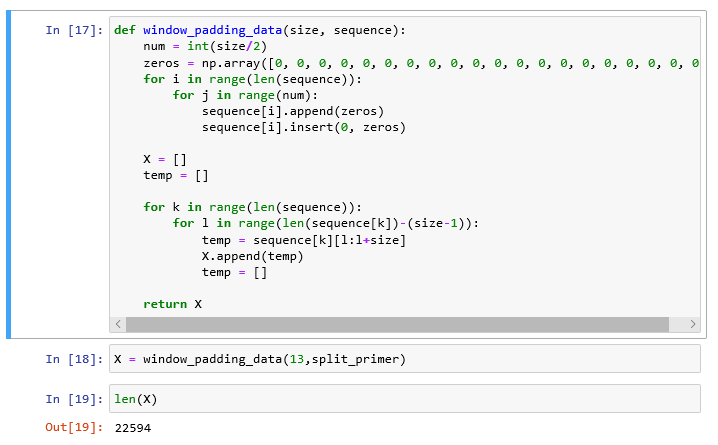 In [17]: def window_padding_data(size, sequence):
    num = int(size/2)
    zeros = np.array([0, 0, 0, 0, 0, 0, 0, 0, 0, 0, 0, 0, 0, 0, 0, 0, 0, 0, 0, 0
    for i in range(len(sequence)):
        for j in range(num):
            sequence[i].append(zeros)
            sequence[i].insert(0, zeros)
    X = []
    temp = []
    for k in range(len(sequence)):
        for l in range(len(sequence[k])-(size-1)):
            temp = sequence[k][l:l+size]
            X.append(temp)
            temp = []
    return X
In [18]: X = window_padding_data(13,split_primer)
In [19]: len(X)
Out[19]: 22594